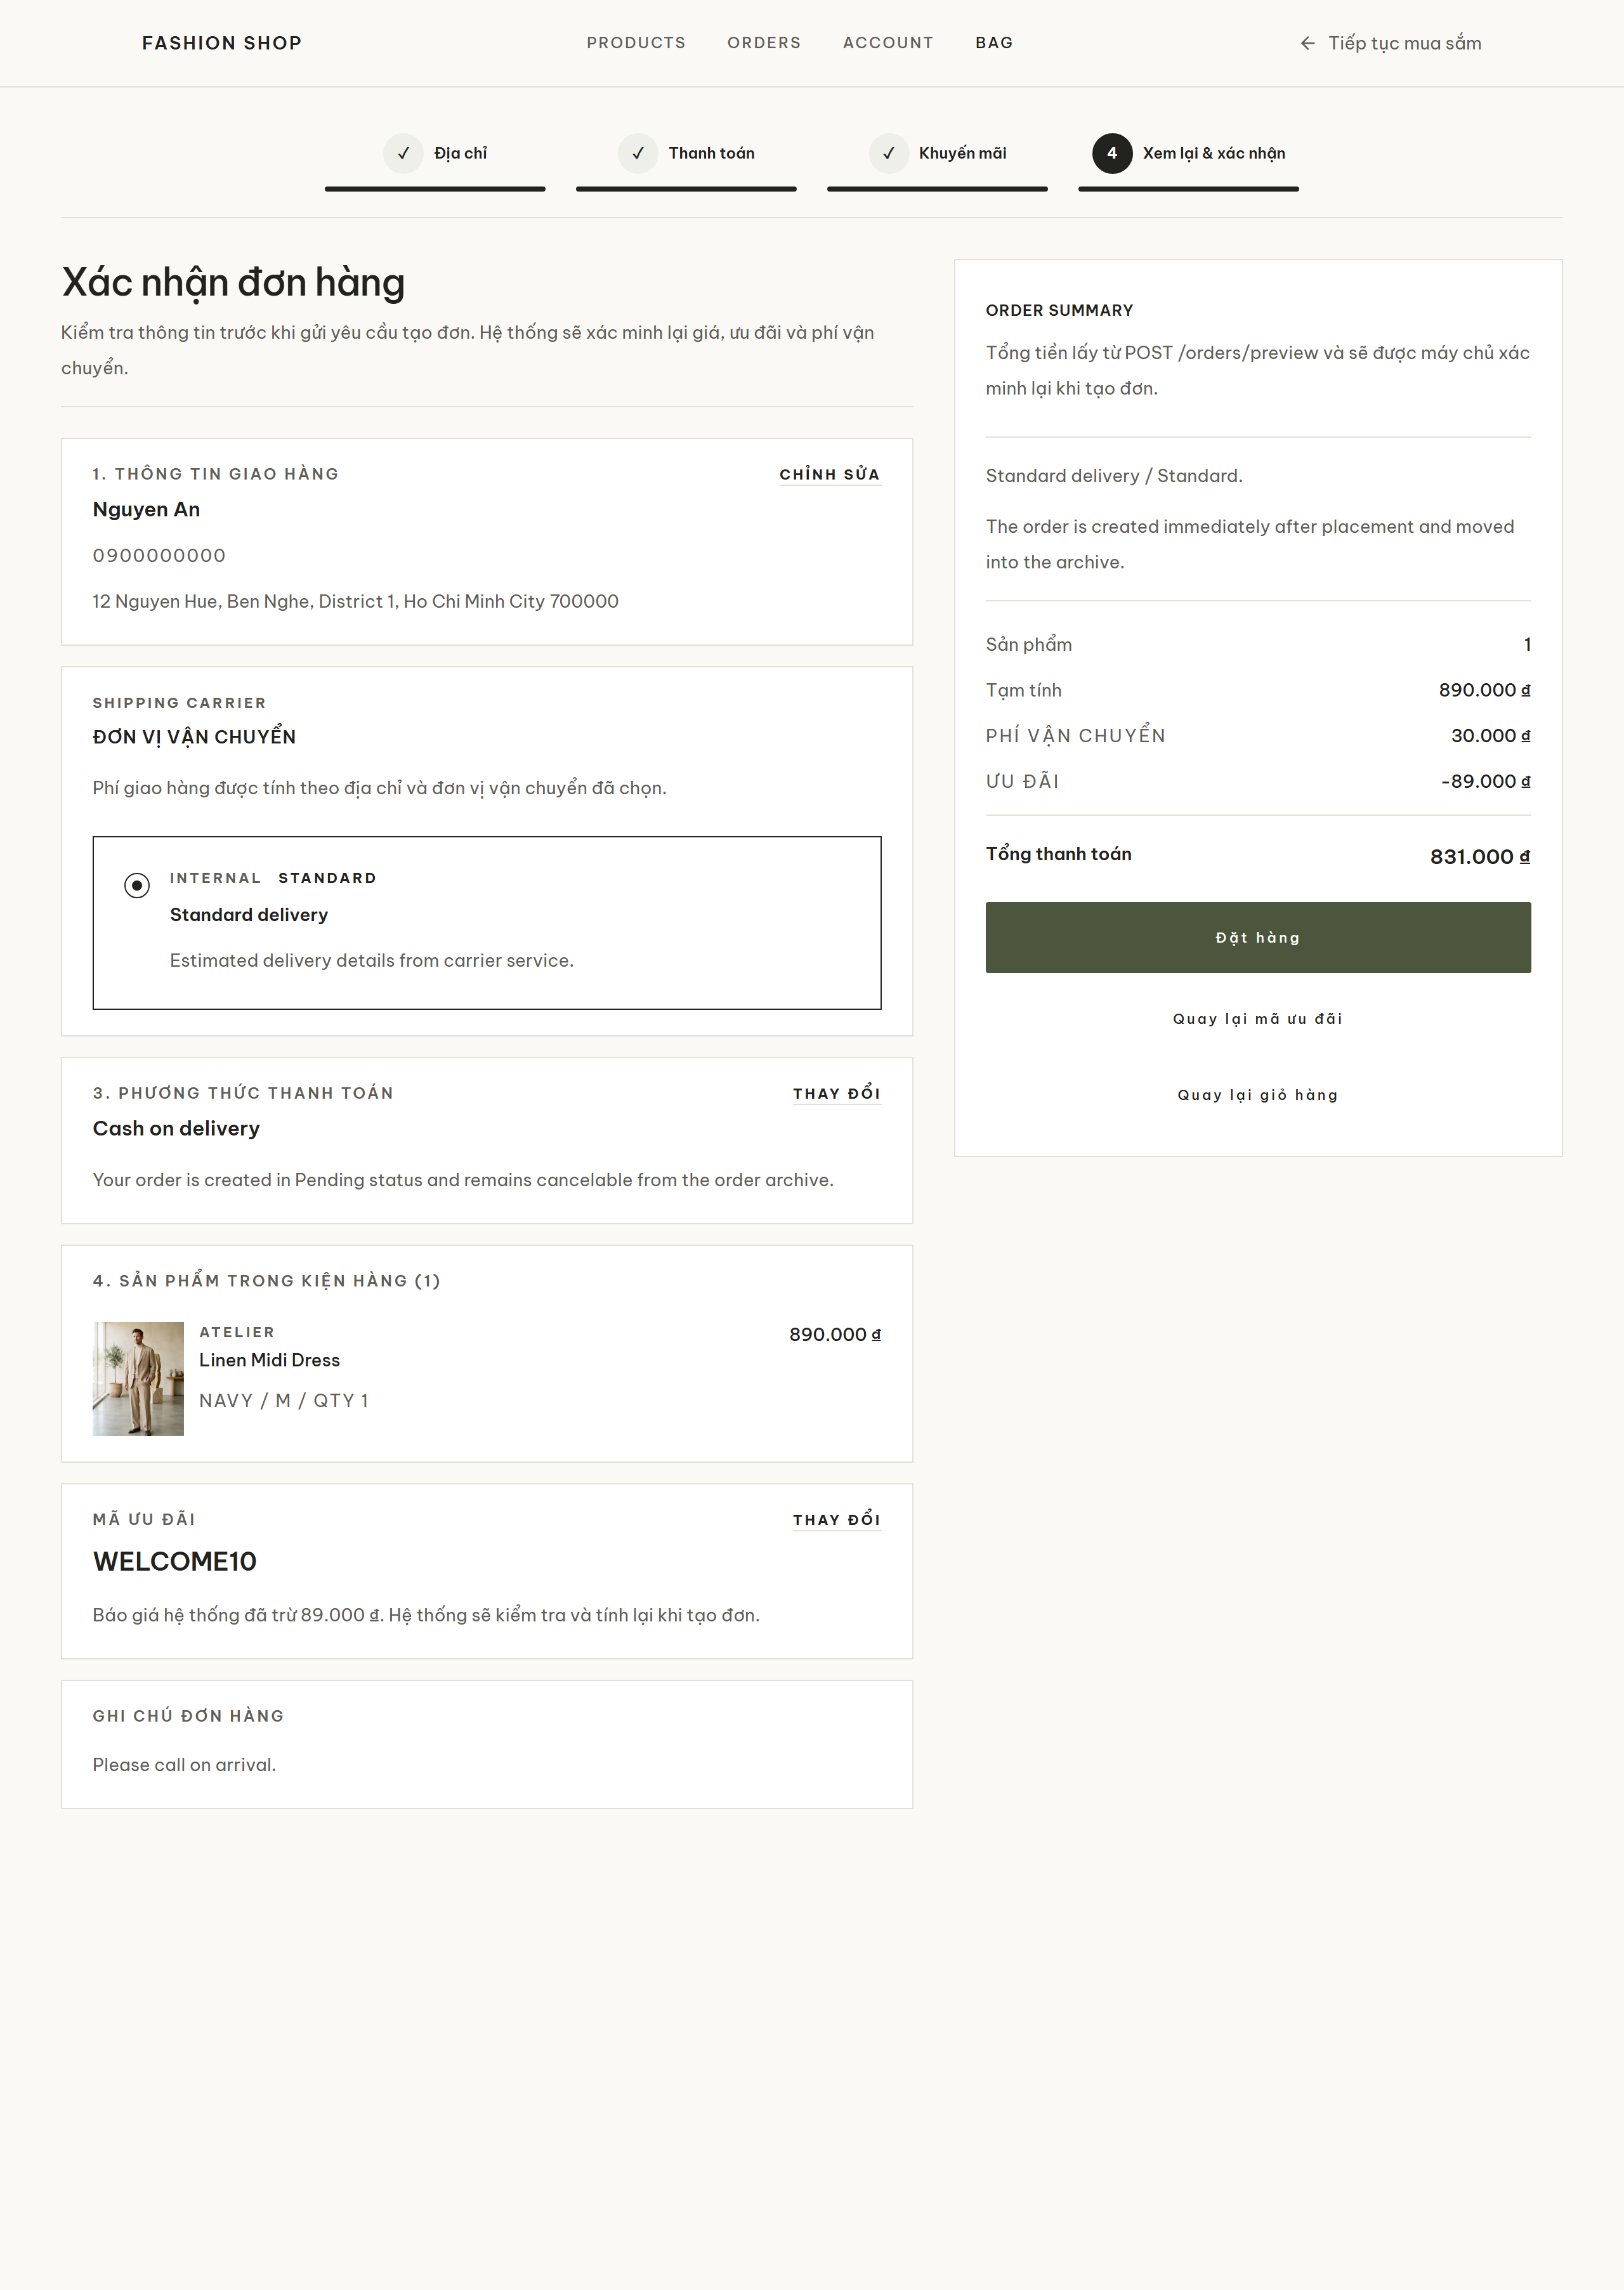 FASHION SHOP
PRODUCTS
ORDERS
ACCOUNT
BAG
← Tiếp tục mua sắm
✓ Địa chỉ
✓ Thanh toán
✓ Khuyến mãi
4 Xem lại & xác nhận
Xác nhận đơn hàng
Kiểm tra thông tin trước khi gửi yêu cầu tạo đơn. Hệ thống sẽ xác minh lại giá, ưu đãi và phí vận
chuyển.
1. THÔNG TIN GIAO HÀNG
CHỈNH SỬA
Nguyen An
0900000000
12 Nguyen Hue, Ben Nghe, District 1, Ho Chi Minh City 700000
SHIPPING CARRIER
ĐƠN VỊ VẬN CHUYỂN
Phí giao hàng được tính theo địa chỉ và đơn vị vận chuyển đã chọn.
INTERNAL STANDARD
Standard delivery
Estimated delivery details from carrier service.
3. PHƯƠNG THỨC THANH TOÁN
THAY ĐỔI
Cash on delivery
Your order is created in Pending status and remains cancelable from the order archive.
4. SẢN PHẨM TRONG KIỆN HÀNG (1)
ATELIER
890.000 ₫
Linen Midi Dress
NAVY / M / QTY 1
MÃ ƯU ĐÃI
THAY ĐỔI
WELCOME10
Báo giá hệ thống đã trừ 89.000 ₫. Hệ thống sẽ kiểm tra và tính lại khi tạo đơn.
GHI CHÚ ĐƠN HÀNG
Please call on arrival.
ORDER SUMMARY
Tổng tiền lấy từ POST /orders/preview và sẽ được máy chủ xác
minh lại khi tạo đơn.
Standard delivery / Standard.
The order is created immediately after placement and moved
into the archive.
Sản phẩm 1
Tạm tính 890.000 ₫
PHÍ VẬN CHUYỂN 30.000 ₫
ƯU ĐÃI -89.000 ₫
Tổng thanh toán 831.000 ₫
Đặt hàng
Quay lại mã ưu đãi
Quay lại giỏ hàng